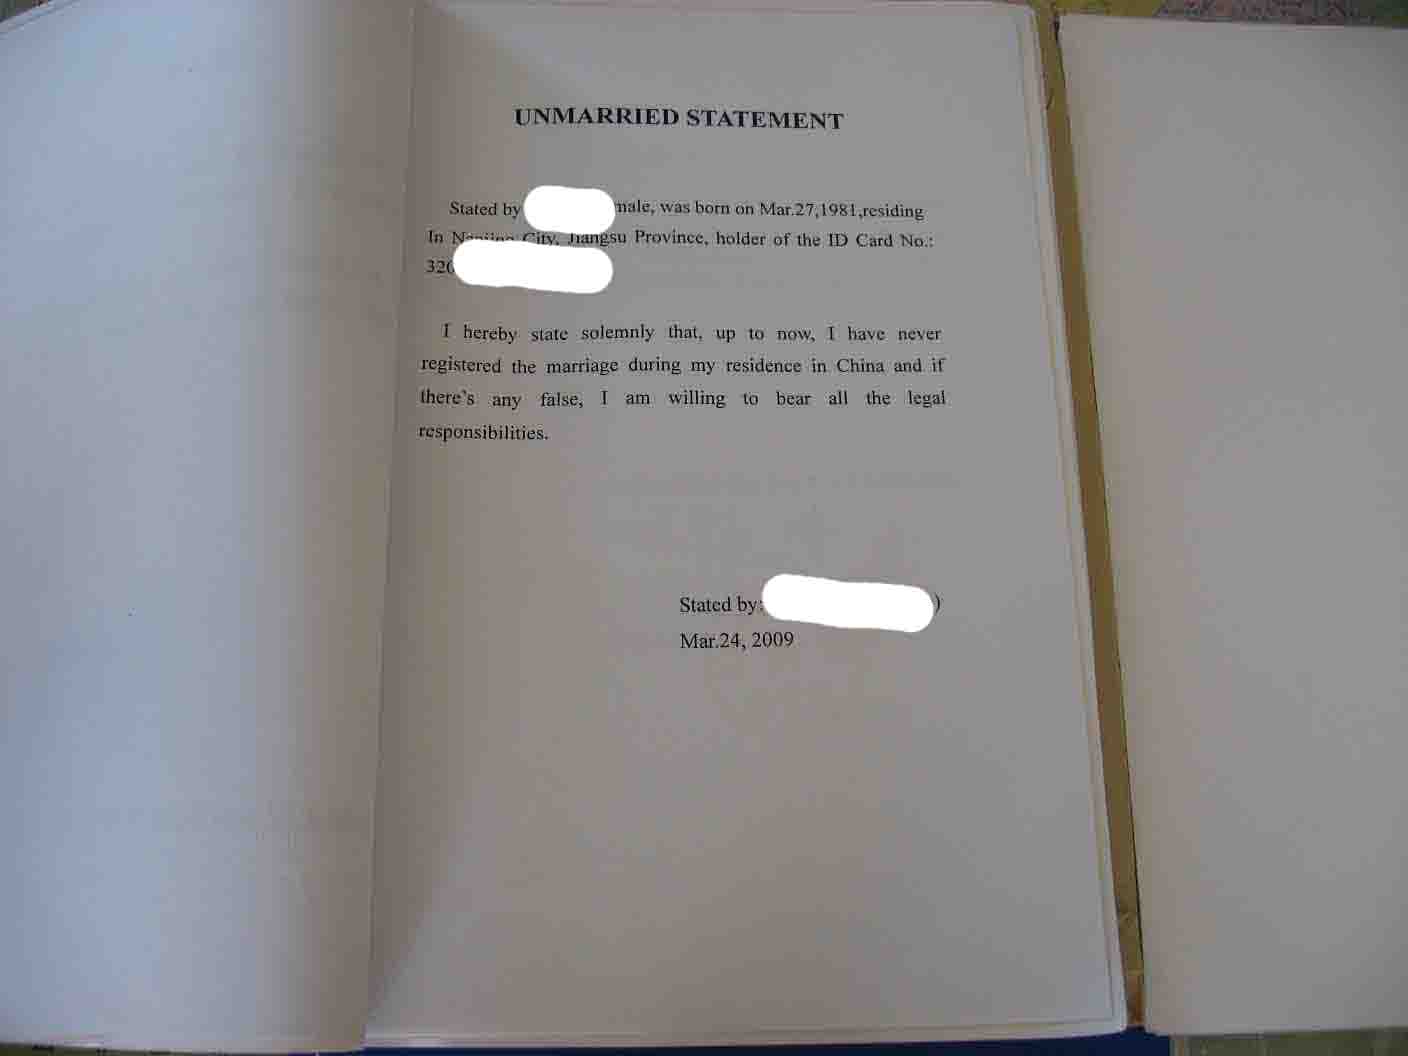 UNMARRIED STATEMENT
Stated by male, was born on Mar.27,1981,residing
In Nanjing City, Jiangsu Province, holder of the ID Card No.:
320
I hereby state solemnly that, up to now, I have never
registered the marriage during my residence in China and if
there's any false, I am willing to bear all the legal
responsibilities.
Stated by: )
Mar.24, 2009